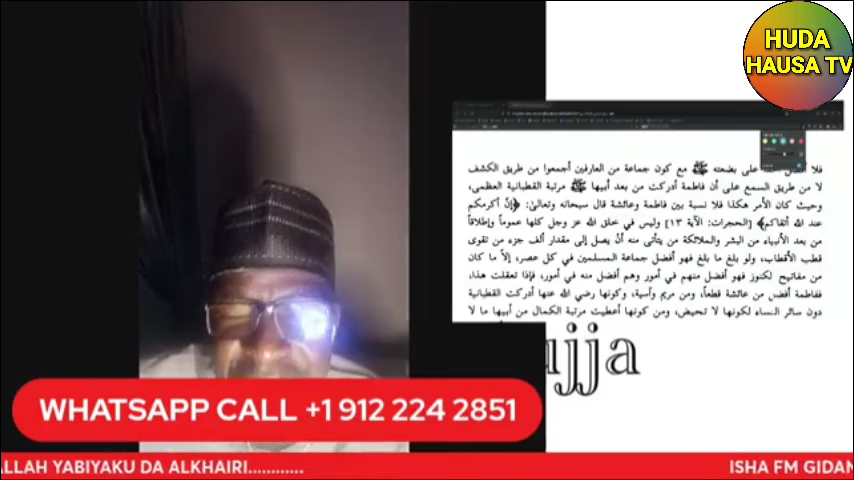 HUDA
HAUSA TV
فلا على بضعته ﷺ مع كون جماعة من العارفين أجمعوا من طريق الكشف
لا من طريق السمع على أن فاطمة أدركت من بعد أبيها ﷺ مرتبة القطبانية العظمى،
وحيث كان الأمر هكذا فلا نسبة بين فاطمة وعائشة قال سبحانه وتعالى: ﴿إنّ أكرمكم
عند الله أتقاكم﴾ [الحجرات: الآية ١٣] وليس في خلق الله عز وجل كلها عموماً وإطلاقاً
من بعد الأنبياء من البشر والملائكة من يتأتى منه أنْ يصل إلى مقدار ألف جزء من تقوى
قطب الأقطاب، ولو بلغ ما بلغ فهو أفضل جماعة المسلمين في كل عصر، إلاّ ما كان
من مفاتيح الكنوز فهو أفضل منهم في أمور وهم أفضل منه في أمور، فإذا تعقلت هذا،
ففاطمة أفضل من عائشة قطعاً، ومن مريم وآسية، وكونها رضي الله عنها أدركت القطبانية
دون سائر النساء لكونها لا تحيض، ومن كونها أعطيت مرتبة الكمال من أبيها ما لا
ujja
WHATSAPP CALL +1 912 224 2851
ALLAH YABIYAKU DA ALKHAIRI............ ISHA FM GIDAN